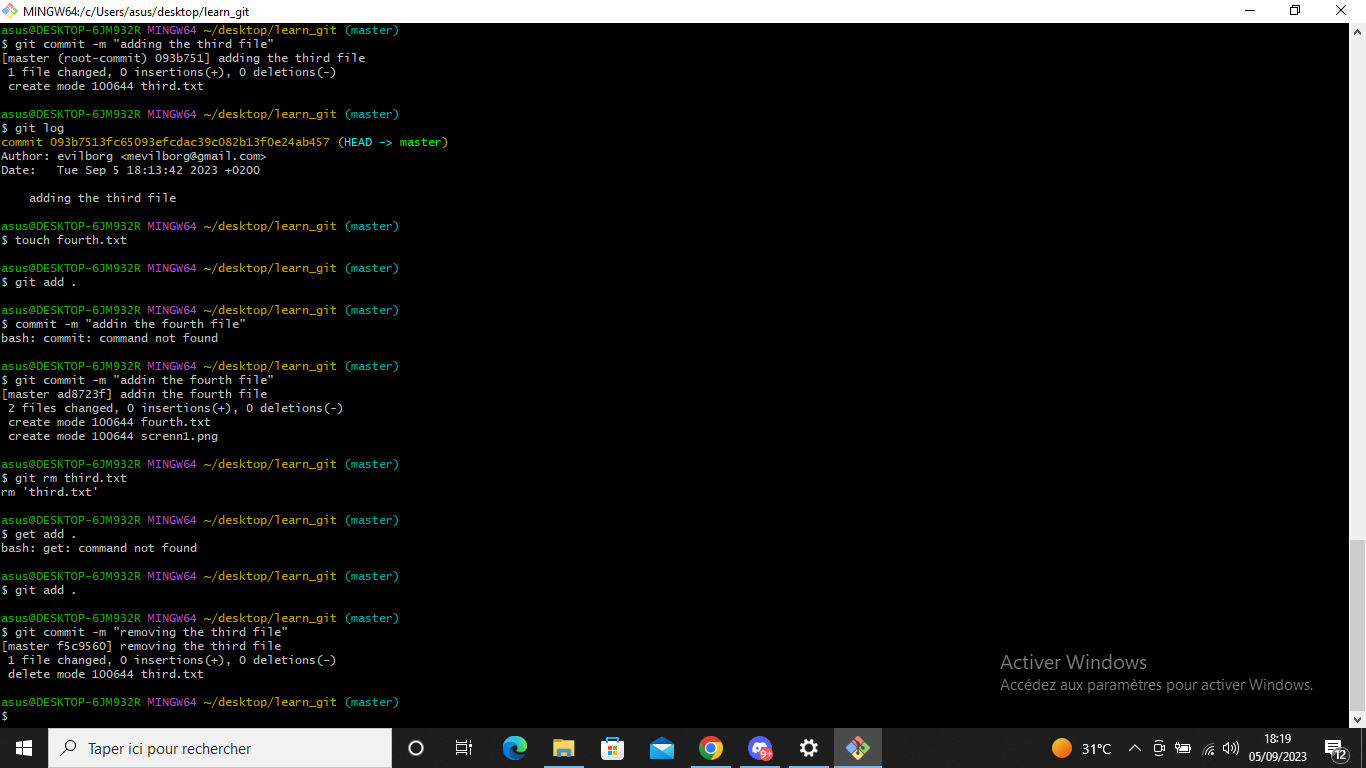 MINGW64:/c/Users/asus/desktop/learn_git
asus@DESKTOP-6JM932R MINGW64 ~/desktop/learn_git (master)
$ git commit -m "adding the third file"
[master (root-commit) 093b751] adding the third file
 1 file changed, 0 insertions(+), 0 deletions(-)
 create mode 100644 third.txt
asus@DESKTOP-6JM932R MINGW64 ~/desktop/learn_git (master)
$ git log
commit 093b7513fc65093efcdac39c082b13f0e24ab457 (HEAD -> master)
Author: evilborg <mevilborg@gmail.com>
Date:   Tue Sep 5 18:13:42 2023 +0200
    adding the third file
asus@DESKTOP-6JM932R MINGW64 ~/desktop/learn_git (master)
$ touch fourth.txt
asus@DESKTOP-6JM932R MINGW64 ~/desktop/learn_git (master)
$ git add .
asus@DESKTOP-6JM932R MINGW64 ~/desktop/learn_git (master)
$ commit -m "addin the fourth file"
bash: commit: command not found
asus@DESKTOP-6JM932R MINGW64 ~/desktop/learn_git (master)
$ git commit -m "addin the fourth file"
[master ad8723f] addin the fourth file
 2 files changed, 0 insertions(+), 0 deletions(-)
 create mode 100644 fourth.txt
 create mode 100644 screnn1.png
asus@DESKTOP-6JM932R MINGW64 ~/desktop/learn_git (master)
$ git rm third.txt
rm 'third.txt'
asus@DESKTOP-6JM932R MINGW64 ~/desktop/learn_git (master)
$ get add .
bash: get: command not found
asus@DESKTOP-6JM932R MINGW64 ~/desktop/learn_git (master)
$ git add .
asus@DESKTOP-6JM932R MINGW64 ~/desktop/learn_git (master)
$ git commit -m "removing the third file"
[master f5c9560] removing the third file
 1 file changed, 0 insertions(+), 0 deletions(-)
 delete mode 100644 third.txt
asus@DESKTOP-6JM932R MINGW64 ~/desktop/learn_git (master)
$
Activer Windows
Accédez aux paramètres pour activer Windows.
Taper ici pour rechercher
9+
31°C
18:19
05/09/2023
12